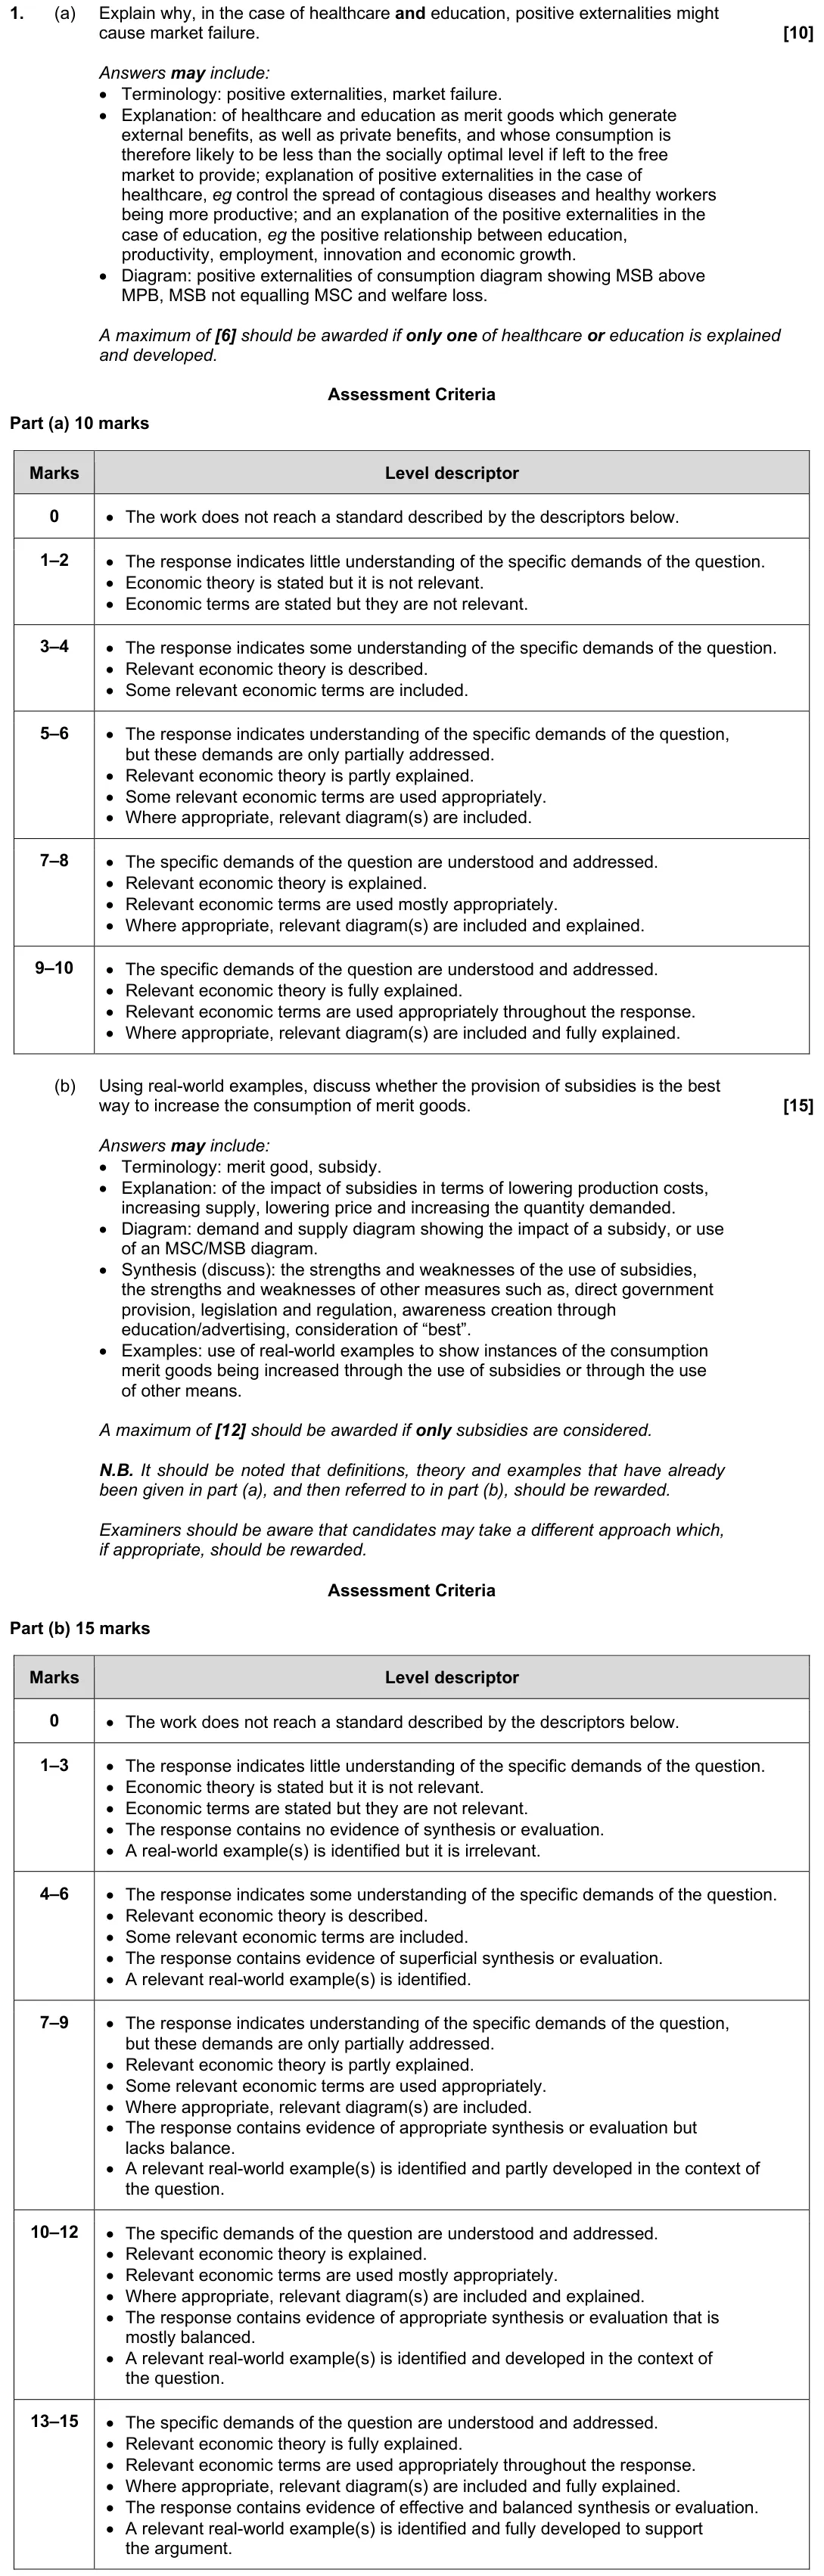 1. (a) Explain why, in the case of healthcare and education, positive externalities might
cause market failure. [10]
Answers may include:
• Terminology: positive externalities, market failure.
• Explanation: of healthcare and education as merit goods which generate
external benefits, as well as private benefits, and whose consumption is
therefore likely to be less than the socially optimal level if left to the free
market to provide; explanation of positive externalities in the case of
healthcare, eg control the spread of contagious diseases and healthy workers
being more productive; and an explanation of the positive externalities in the
case of education, eg the positive relationship between education,
productivity, employment, innovation and economic growth.
• Diagram: positive externalities of consumption diagram showing MSB above
MPB, MSB not equalling MSC and welfare loss.
A maximum of [6] should be awarded if only one of healthcare or education is explained
and developed.
Assessment Criteria
Part (a) 10 marks
Marks Level descriptor
0 • The work does not reach a standard described by the descriptors below.
1–2 • The response indicates little understanding of the specific demands of the question.
• Economic theory is stated but it is not relevant.
• Economic terms are stated but they are not relevant.
3–4 • The response indicates some understanding of the specific demands of the question.
• Relevant economic theory is described.
• Some relevant economic terms are included.
5–6 • The response indicates understanding of the specific demands of the question,
but these demands are only partially addressed.
• Relevant economic theory is partly explained.
• Some relevant economic terms are used appropriately.
• Where appropriate, relevant diagram(s) are included.
7–8 • The specific demands of the question are understood and addressed.
• Relevant economic theory is explained.
• Relevant economic terms are used mostly appropriately.
• Where appropriate, relevant diagram(s) are included and explained.
9–10 • The specific demands of the question are understood and addressed.
• Relevant economic theory is fully explained.
• Relevant economic terms are used appropriately throughout the response.
• Where appropriate, relevant diagram(s) are included and fully explained.
(b) Using real-world examples, discuss whether the provision of subsidies is the best
way to increase the consumption of merit goods. [15]
Answers may include:
• Terminology: merit good, subsidy.
• Explanation: of the impact of subsidies in terms of lowering production costs,
increasing supply, lowering price and increasing the quantity demanded.
• Diagram: demand and supply diagram showing the impact of a subsidy, or use
of an MSC/MSB diagram.
• Synthesis (discuss): the strengths and weaknesses of the use of subsidies,
the strengths and weaknesses of other measures such as, direct government
provision, legislation and regulation, awareness creation through
education/advertising, consideration of “best”.
• Examples: use of real-world examples to show instances of the consumption
merit goods being increased through the use of subsidies or through the use
of other means.
A maximum of [12] should be awarded if only subsidies are considered.
N.B. It should be noted that definitions, theory and examples that have already
been given in part (a), and then referred to in part (b), should be rewarded.
Examiners should be aware that candidates may take a different approach which,
if appropriate, should be rewarded.
Assessment Criteria
Part (b) 15 marks
Marks Level descriptor
0 • The work does not reach a standard described by the descriptors below.
1–3 • The response indicates little understanding of the specific demands of the question.
• Economic theory is stated but it is not relevant.
• Economic terms are stated but they are not relevant.
• The response contains no evidence of synthesis or evaluation.
• A real-world example(s) is identified but it is irrelevant.
4–6 • The response indicates some understanding of the specific demands of the question.
• Relevant economic theory is described.
• Some relevant economic terms are included.
• The response contains evidence of superficial synthesis or evaluation.
• A relevant real-world example(s) is identified.
7–9 • The response indicates understanding of the specific demands of the question,
but these demands are only partially addressed.
• Relevant economic theory is partly explained.
• Some relevant economic terms are used appropriately.
• Where appropriate, relevant diagram(s) are included.
• The response contains evidence of appropriate synthesis or evaluation but
lacks balance.
• A relevant real-world example(s) is identified and partly developed in the context of
the question.
10–12 • The specific demands of the question are understood and addressed.
• Relevant economic theory is explained.
• Relevant economic terms are used mostly appropriately.
• Where appropriate, relevant diagram(s) are included and explained.
• The response contains evidence of appropriate synthesis or evaluation that is
mostly balanced.
• A relevant real-world example(s) is identified and developed in the context of
the question.
13–15 • The specific demands of the question are understood and addressed.
• Relevant economic theory is fully explained.
• Relevant economic terms are used appropriately throughout the response.
• Where appropriate, relevant diagram(s) are included and fully explained.
• The response contains evidence of effective and balanced synthesis or evaluation.
• A relevant real-world example(s) is identified and fully developed to support
the argument.